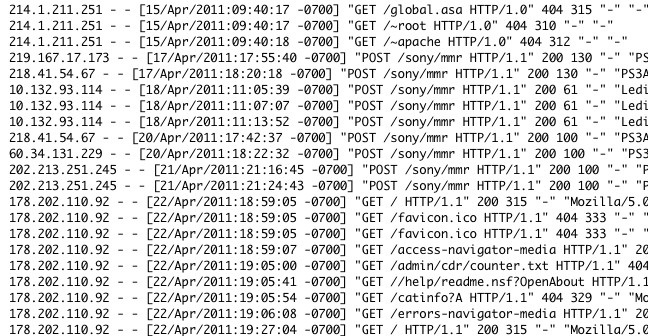 214.1.211.251 - - [15/Apr/2011:09:40:17 -0700] "GET /global.asa HTTP/1.0" 404 315 "-" "-"
214.1.211.251 - - [15/Apr/2011:09:40:17 -0700] "GET /~root HTTP/1.0" 404 310 "-" "-"
214.1.211.251 - - [15/Apr/2011:09:40:18 -0700] "GET /~apache HTTP/1.0" 404 312 "-" "-"
219.167.17.173 - - [17/Apr/2011:17:55:40 -0700] "POST /sony/mmr HTTP/1.1" 200 130 "-" "PS
218.41.54.67 - - [17/Apr/2011:18:20:18 -0700] "POST /sony/mmr HTTP/1.1" 200 130 "-" "PS3A
10.132.93.114 - - [18/Apr/2011:11:05:39 -0700] "POST /sony/mmr HTTP/1.1" 200 61 "-" "Ledi
10.132.93.114 - - [18/Apr/2011:11:07:07 -0700] "POST /sony/mmr HTTP/1.1" 200 61 "-" "Ledi
10.132.93.114 - - [18/Apr/2011:11:13:52 -0700] "POST /sony/mmr HTTP/1.1" 200 61 "-" "Ledi
218.41.54.67 - - [20/Apr/2011:17:42:37 -0700] "POST /sony/mmr HTTP/1.1" 200 100 "-" "PS3A
60.34.131.229 - - [20/Apr/2011:18:22:32 -0700] "POST /sony/mmr HTTP/1.1" 200 100 "-" "PS3
202.213.251.245 - - [21/Apr/2011:21:16:45 -0700] "POST /sony/mmr HTTP/1.1" 200 100 "-" "P
202.213.251.245 - - [21/Apr/2011:21:24:43 -0700] "POST /sony/mmr HTTP/1.1" 200 100 "-" "P
178.202.110.92 - - [22/Apr/2011:18:59:05 -0700] "GET / HTTP/1.1" 200 315 "-" "Mozilla/5.0
178.202.110.92 - - [22/Apr/2011:18:59:05 -0700] "GET /favicon.ico HTTP/1.1" 404 333 "-" "
178.202.110.92 - - [22/Apr/2011:18:59:05 -0700] "GET /favicon.ico HTTP/1.1" 404 333 "-" "
178.202.110.92 - - [22/Apr/2011:18:59:07 -0700] "GET /access-navigator-media HTTP/1.1" 20
178.202.110.92 - - [22/Apr/2011:19:05:00 -0700] "GET /admin/cdr/counter.txt HTTP/1.1" 404
178.202.110.92 - - [22/Apr/2011:19:05:41 -0700] "GET //help/readme.nsf?OpenAbout HTTP/1.1
178.202.110.92 - - [22/Apr/2011:19:05:54 -0700] "GET /catinfo?A HTTP/1.1" 404 329 "-" "Mo
178.202.110.92 - - [22/Apr/2011:19:06:08 -0700] "GET /errors-navigator-media HTTP/1.1" 20
178.202.110.92 - - [22/Apr/2011:19:27:04 -0700] "GET / HTTP/1.1" 200 315 "-" "Mozilla/5.0